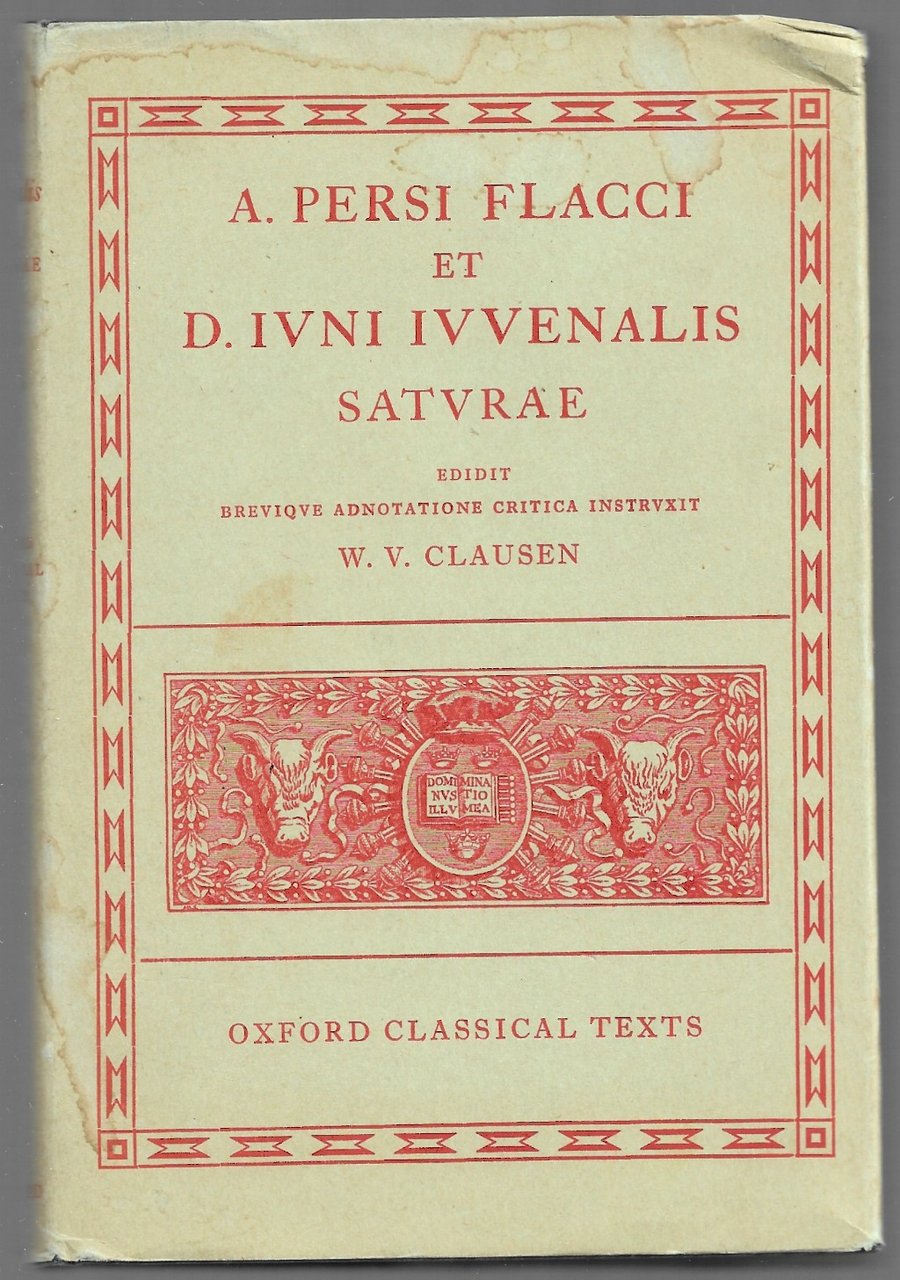 A. PERSI FLACCI
ET
D. IVNI IVVENALIS
SATVRAE
EDIDIT
BREVIQVE ADNOTATIONE CRITICA INSTRVXIT
W. V. CLAUSEN
DOMI MINA
NVS TIO
ILLV MEA
OXFORD CLASSICAL TEXTS